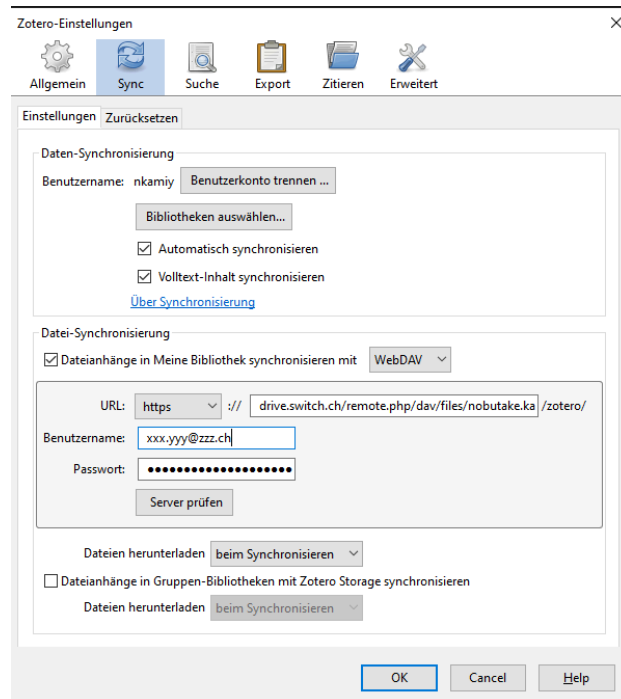 Zotero-Einstellungen
Allgemein Sync Suche Export Zitieren Erweitert
Einstellungen Zurücksetzen
Daten-Synchronisierung
Benutzername: nkamiy Benutzerkonto trennen ...
Bibliotheken auswählen...
Automatisch synchronisieren
Volltext-Inhalt synchronisieren
Über Synchronisierung
Datei-Synchronisierung
Dateianhänge in Meine Bibliothek synchronisieren mit WebDAV
URL: https :// drive.switch.ch/remote.php/dav/files/nobutake.ka /zotero/
Benutzername: xxx.yyy@zzz.ch
Passwort: ●●●●●●●●●●●●●●●●●●●●
Server prüfen
Dateien herunterladen beim Synchronisieren
Dateianhänge in Gruppen-Bibliotheken mit Zotero Storage synchronisieren
Dateien herunterladen beim Synchronisieren
OK Cancel Help